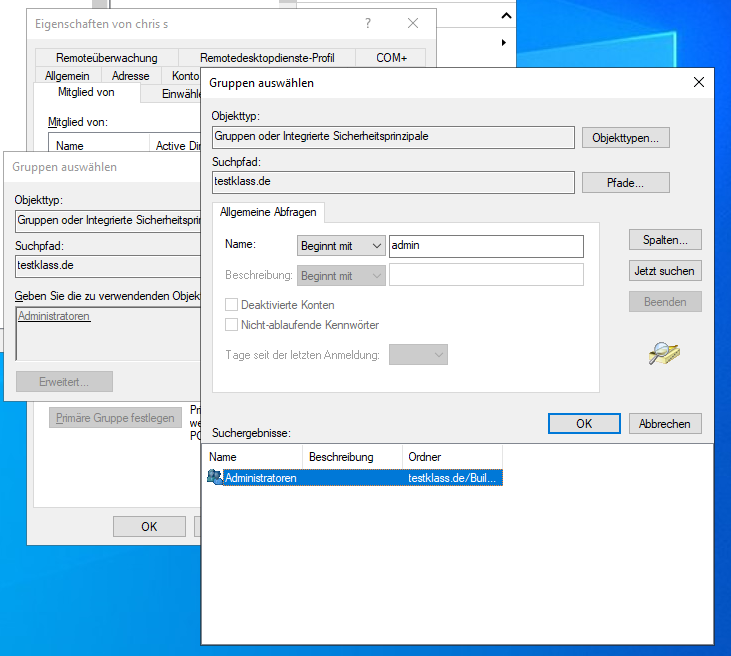 Eigenschaften von chris s
?
Remoteüberwachung
Remotedesktopdienste-Profil
COM+
Allgemein
Adresse
Konto
Mitglied von
Einwähl
Mitglied von:
Name
Active Dir
Gruppen auswählen
Objekttyp:
Gruppen oder Integrierte Sicherheitsprin
Suchpfad:
testklass.de
Geben Sie die zu verwendenden Objek
Administratoren
Erweitert...
Primäre Gruppe festlegen
Pr
we
PC
OK
Gruppen auswählen
Objekttyp:
Gruppen oder Integrierte Sicherheitsprinzipale
Objekttypen...
Suchpfad:
testklass.de
Pfade...
Allgemeine Abfragen
Name:
Beginnt mit
admin
Spalten...
Beschreibung:
Beginnt mit
Jetzt suchen
Deaktivierte Konten
Beenden
Nicht-ablaufende Kennwörter
Tage seit der letzten Anmeldung:
OK
Abbrechen
Suchergebnisse:
Name
Beschreibung
Ordner
Administratoren
testklass.de/Buil...